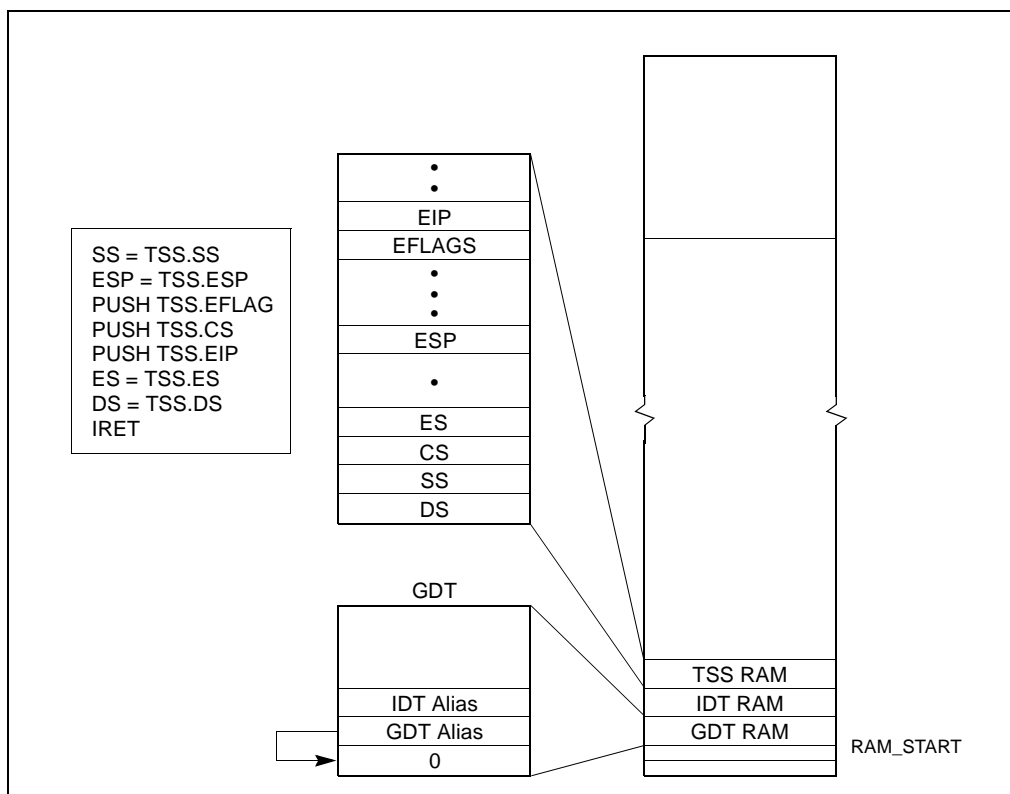 SS = TSS.SS
ESP = TSS.ESP
PUSH TSS.EFLAG
PUSH TSS.CS
PUSH TSS.EIP
ES = TSS.ES
DS = TSS.DS
IRET
EIP
EFLAGS
ESP
ES
CS
SS
DS
GDT
IDT Alias
GDT Alias
0
TSS RAM
IDT RAM
GDT RAM
RAM_START